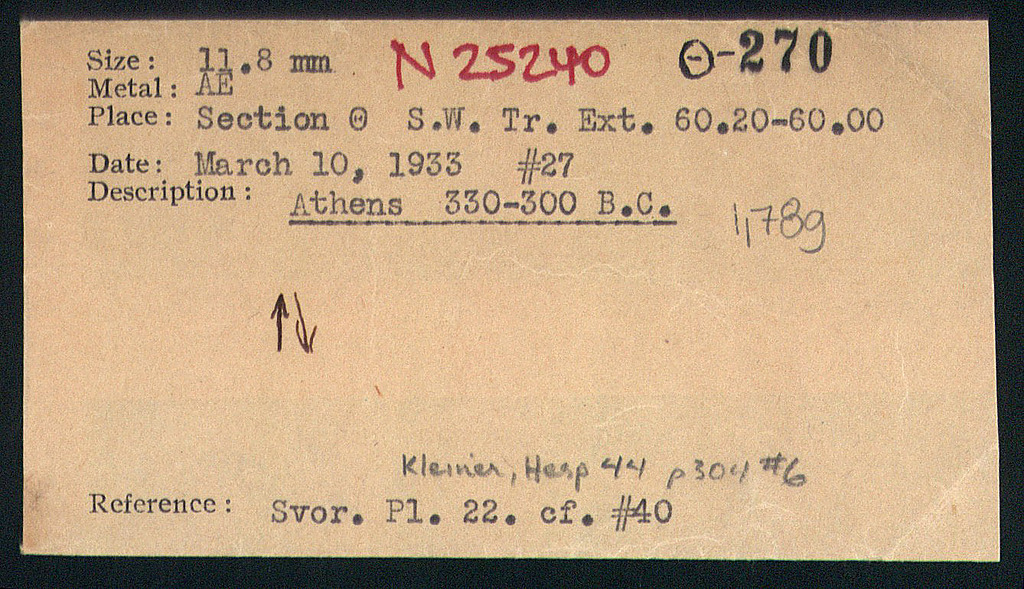 Size: 11.8 mm N 25240 Θ-270
Metal: AE
Place: Section Θ S.W. Tr. Ext. 60.20-60.00
Date: March 10, 1933 #27
Description: Athens 330-300 B.C.
1,78g
↑↓
Kleiner, Hesp 44 p304 #6
Reference: Svor. Pl. 22. cf. #40